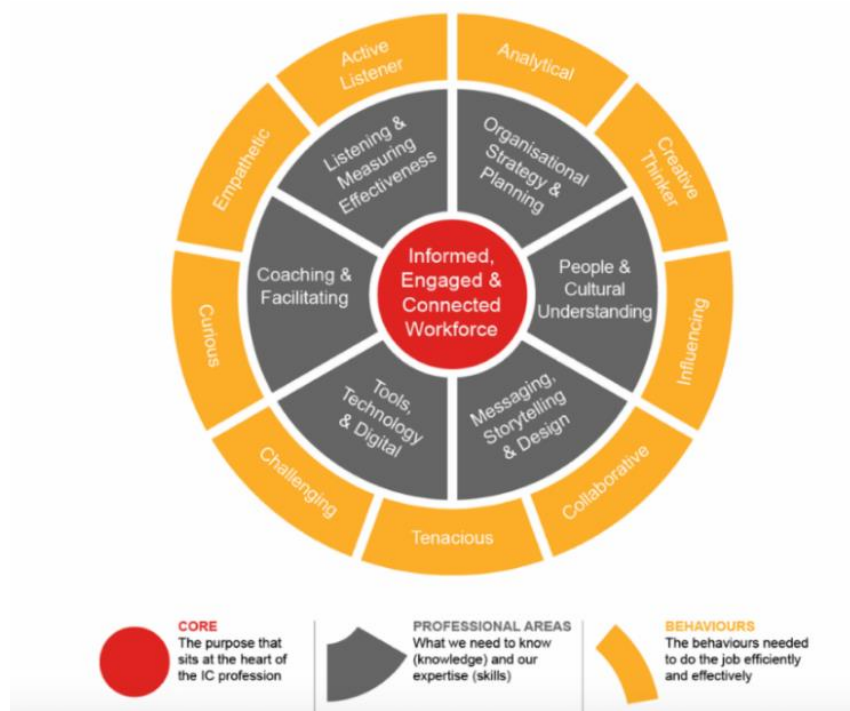 Active
Listener
Analytical
Creative
Thinker
Influencing
Collaborative
Tenacious
Challenging
Curious
Empathetic
Listening &
Measuring
Effectiveness
Organisational
Strategy &
Planning
People &
Cultural
Understanding
Messaging,
Storytelling
& Design
Tools,
Technology
& Digital
Coaching &
Facilitating
Informed,
Engaged &
Connected
Workforce
CORE
The purpose that
sits at the heart of
the IC profession
PROFESSIONAL AREAS
What we need to know
(knowledge) and our
expertise (skills)
BEHAVIOURS
The behaviours needed
to do the job efficiently
and effectively